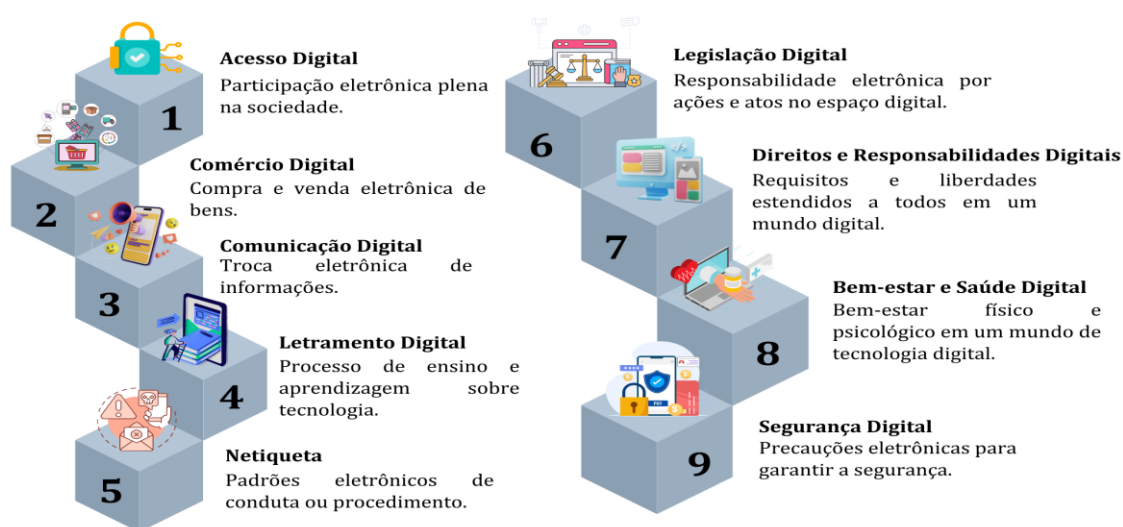 1
Acesso Digital
Participação eletrônica plena
na sociedade.
2
Comércio Digital
Compra e venda eletrônica de
bens.
3
Comunicação Digital
Troca eletrônica de
informações.
4
Letramento Digital
Processo de ensino e
aprendizagem sobre
tecnologia.
5
Netiqueta
Padrões eletrônicos de
conduta ou procedimento.
6
Legislação Digital
Responsabilidade eletrônica por
ações e atos no espaço digital.
7
Direitos e Responsabilidades Digitais
Requisitos e liberdades
estendidos a todos em um
mundo digital.
8
Bem-estar e Saúde Digital
Bem-estar físico e
psicológico em um mundo de
tecnologia digital.
9
Segurança Digital
Precauções eletrônicas para
garantir a segurança.
PAY